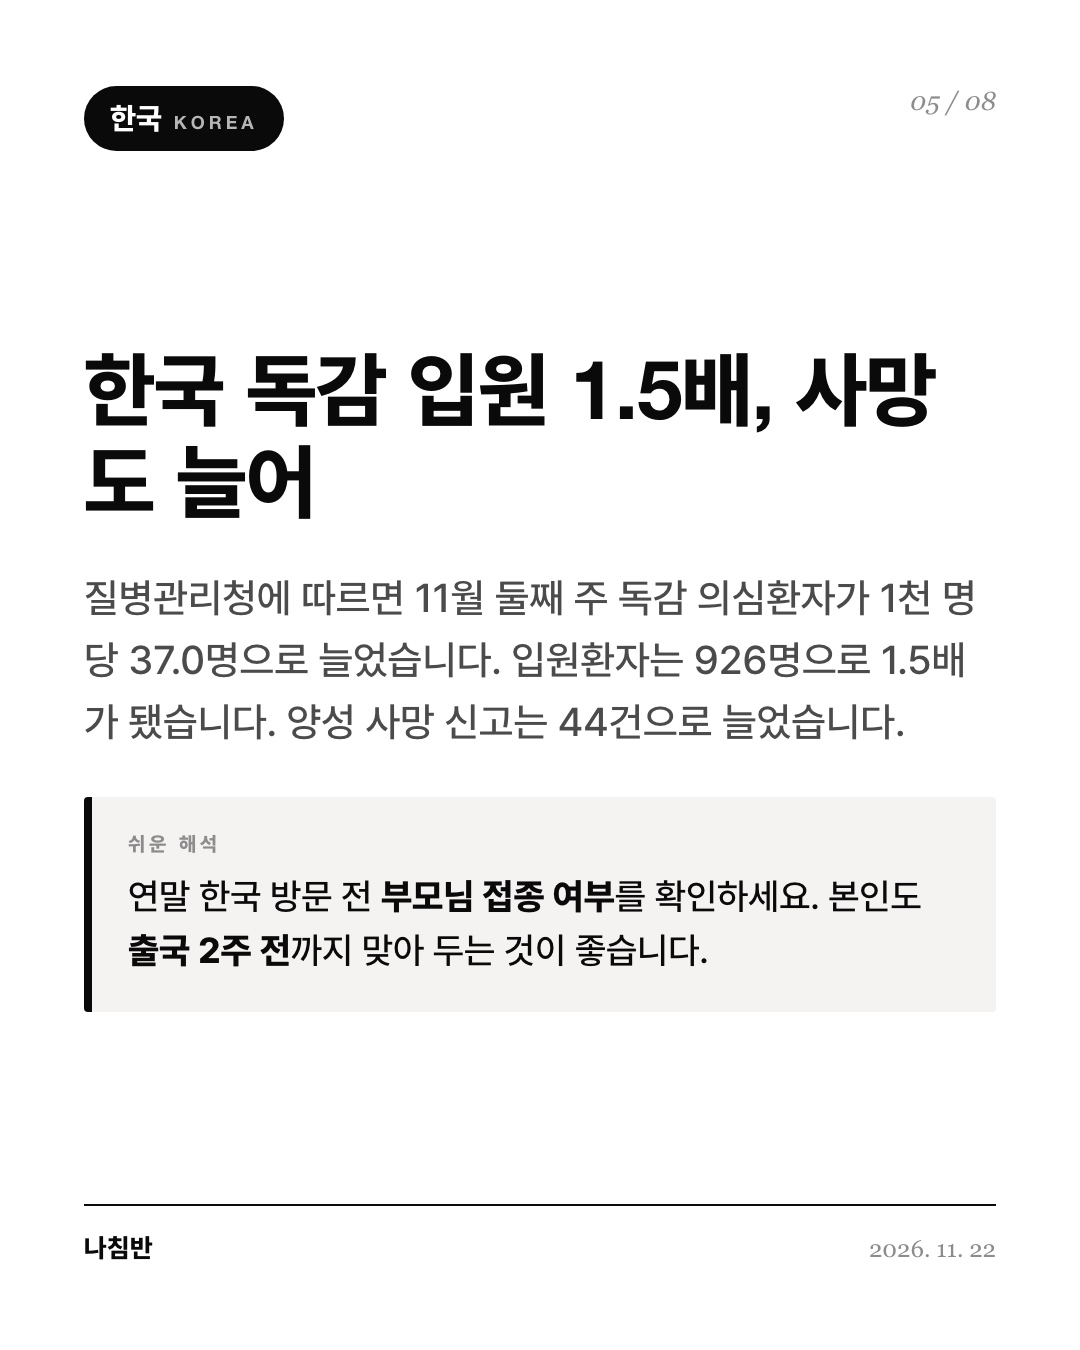 한국 KOREA
05 / 08
한국 독감 입원 1.5배, 사망
도 늘어
질병관리청에 따르면 11월 둘째 주 독감 의심환자가 1천 명
당 37.0명으로 늘었습니다. 입원환자는 926명으로 1.5배
가 됐습니다. 양성 사망 신고는 44건으로 늘었습니다.
쉬운 해석
연말 한국 방문 전 부모님 접종 여부를 확인하세요. 본인도
출국 2주 전까지 맞아 두는 것이 좋습니다.
나침반
2026. 11. 22